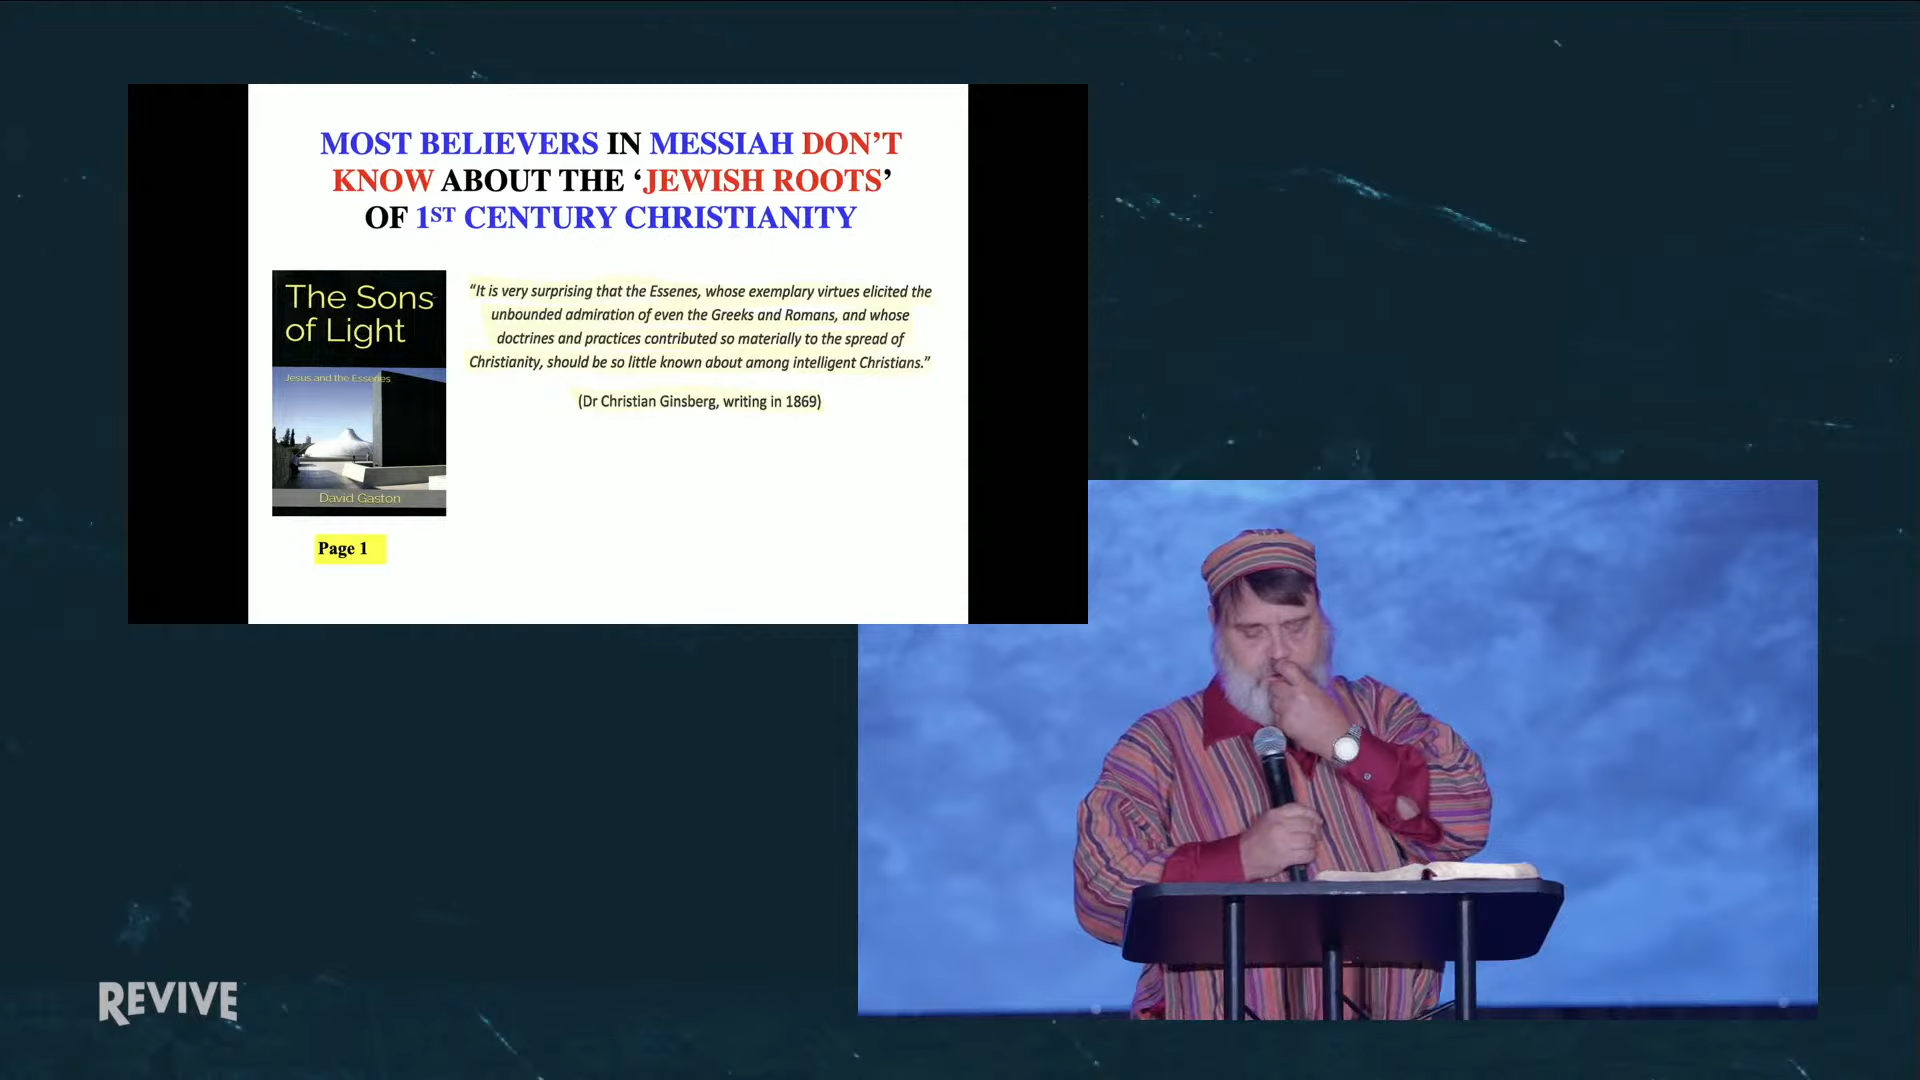 MOST BELIEVERS IN MESSIAH DON’T
KNOW ABOUT THE ‘JEWISH ROOTS’
OF 1ST CENTURY CHRISTIANITY
The Sons
of Light
Jesus and the Essenes
David Gaston
Page 1
“It is very surprising that the Essenes, whose exemplary virtues elicited the
unbounded admiration of even the Greeks and Romans, and whose
doctrines and practices contributed so materially to the spread of
Christianity, should be so little known about among intelligent Christians.”
(Dr Christian Ginsberg, writing in 1869)
REVIVE